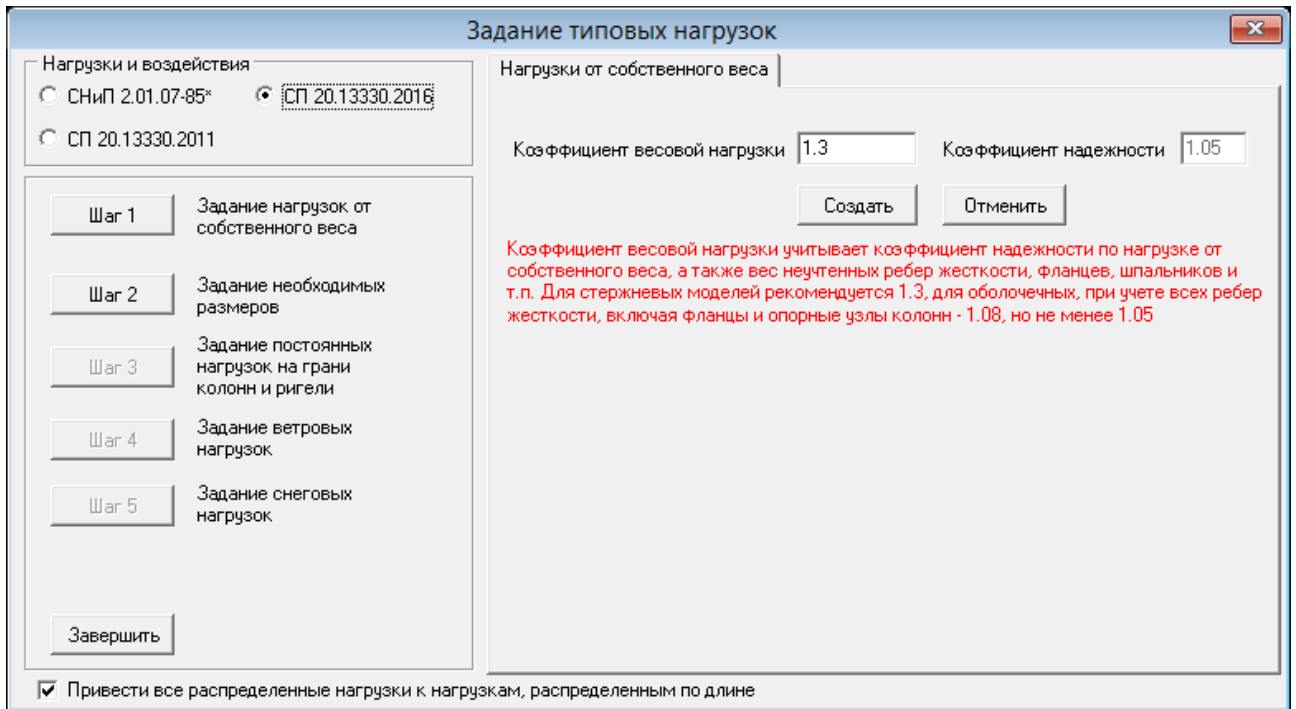 Задание типовых нагрузок
Нагрузки и воздействия
СНиП 2.01.07-85*
СП 20.13330.2016
СП 20.13330.2011
Шаг 1
Задание нагрузок от
собственного веса
Шаг 2
Задание необходимых
размеров
Шаг 3
Задание постоянных
нагрузок на грани
колонн и ригели
Шаг 4
Задание ветровых
нагрузок
Шаг 5
Задание снеговых
нагрузок
Завершить
Нагрузки от собственного веса
Коэффициент весовой нагрузки
1.3
Коэффициент надежности
1.05
Создать
Отменить
Коэффициент весовой нагрузки учитывает коэффициент надежности по нагрузке от
собственного веса, а также вес неучтенных ребер жесткости, фланцев, шпальников и
т.п. Для стержневых моделей рекомендуется 1.3, для оболочечных, при учете всех ребер
жесткости, включая фланцы и опорные узлы колонн - 1.08, но не менее 1.05
Привести все распределенные нагрузки к нагрузкам, распределенным по длине